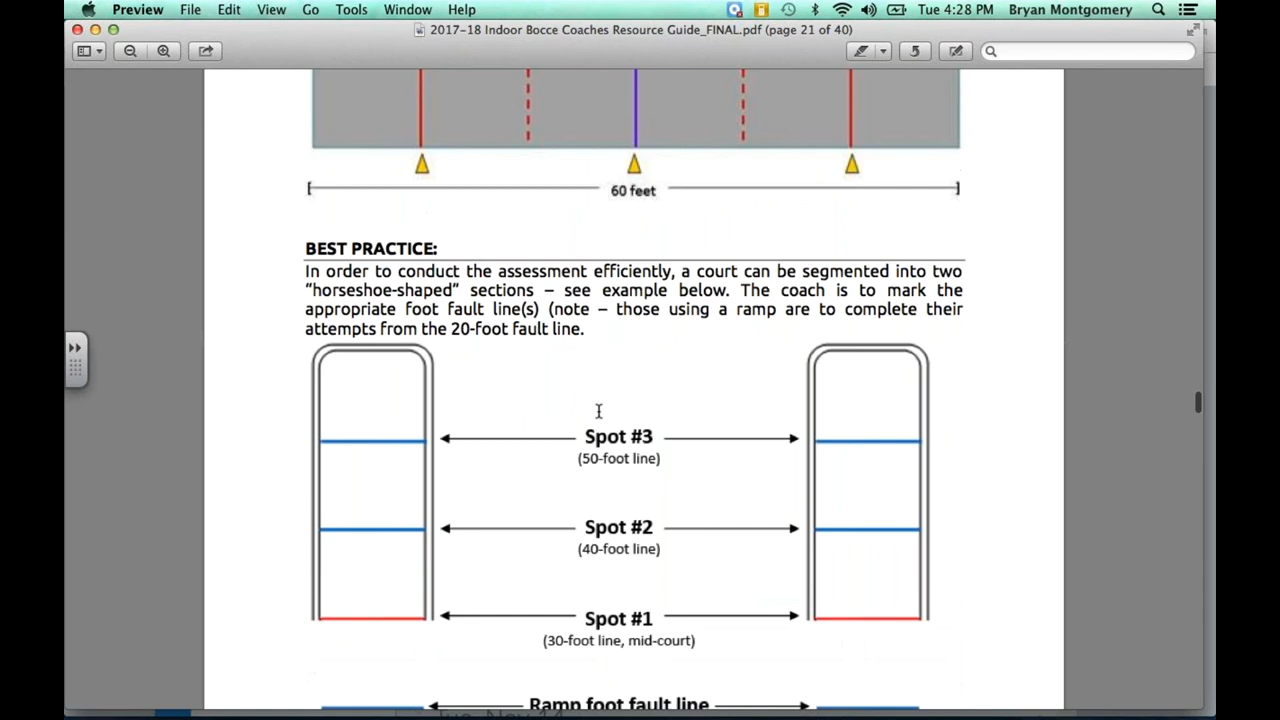 Preview File Edit View Go Tools Window Help Tue 4:28 PM Bryan Montgomery
2017-18 Indoor Bocce Coaches Resource Guide_FINAL.pdf (page 21 of 40)
60 feet
BEST PRACTICE:
In order to conduct the assessment efficiently, a court can be segmented into two
“horseshoe-shaped” sections – see example below. The coach is to mark the
appropriate foot fault line(s) (note – those using a ramp are to complete their
attempts from the 20-foot fault line.
Spot #3
(50-foot line)
Spot #2
(40-foot line)
Spot #1
(30-foot line, mid-court)
Ramp foot fault line
Tue, Nov 14